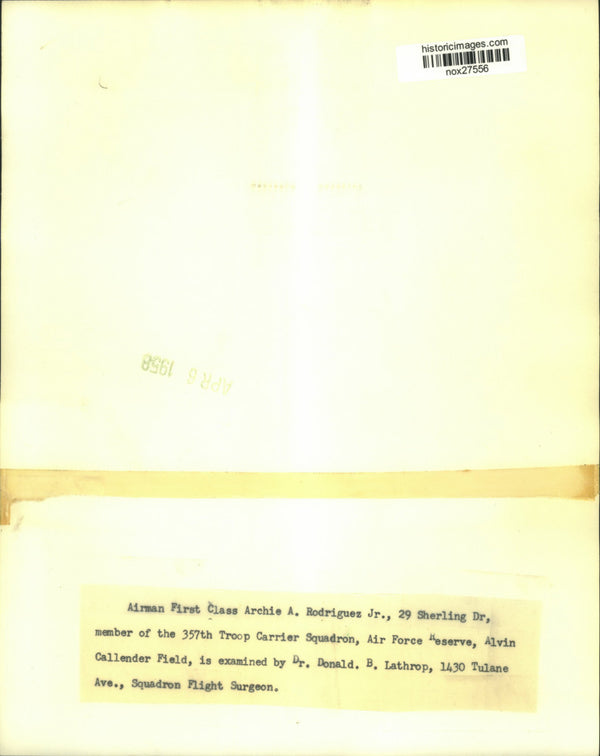 historicimages.com
nox27556
APR 6 1958
Airman First Class Archie A. Rodriguez Jr., 29 Sherling Dr,
member of the 357th Troop Carrier Squadron, Air Force Reserve, Alvin
Callender Field, is examined by Dr. Donald. B. Lathrop, 1430 Tulane
Ave., Squadron Flight Surgeon.